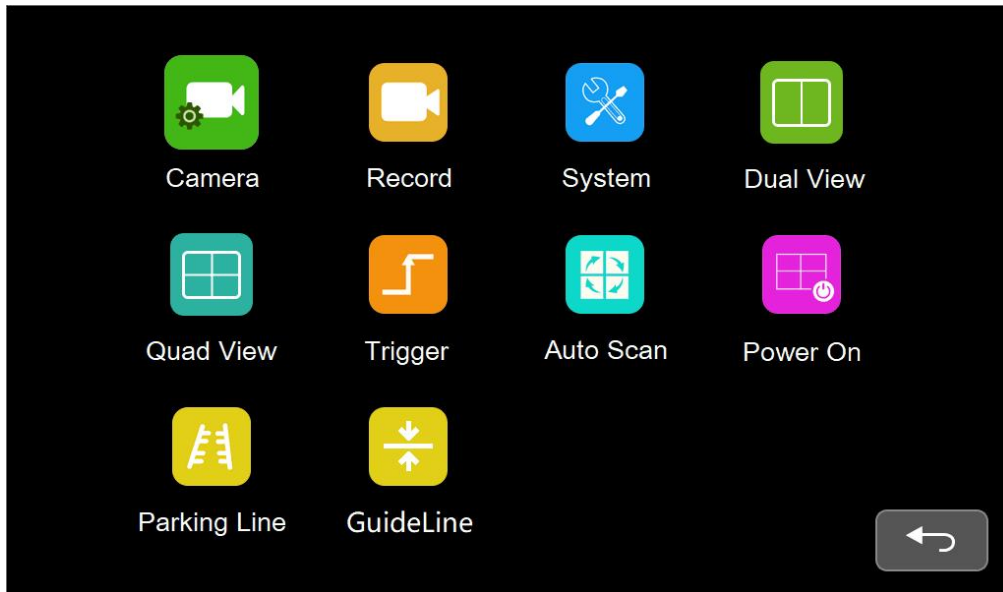 Camera
Record
System
Dual View
Quad View
Trigger
Auto Scan
Power On
Parking Line
GuideLine